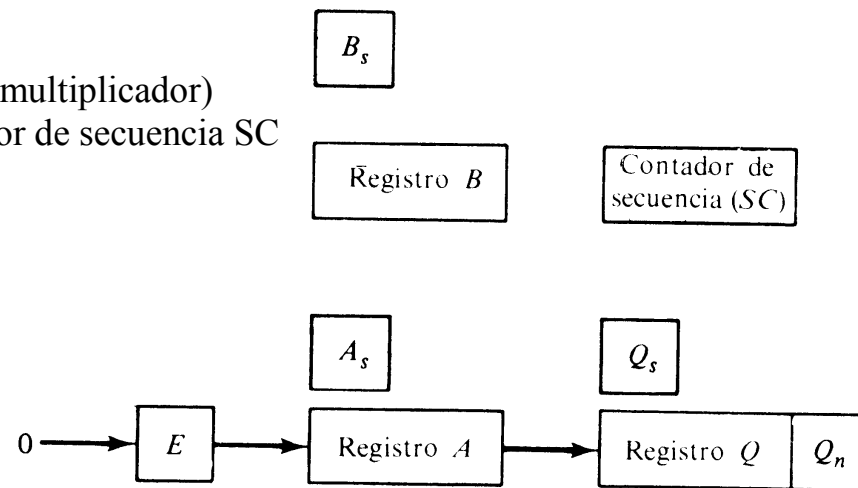 B_s
multiplicador)
or de secuencia SC
Registro B
Contador de
secuencia (SC)
A_s
Q_s
0
E
Registro A
Registro Q
Q_n